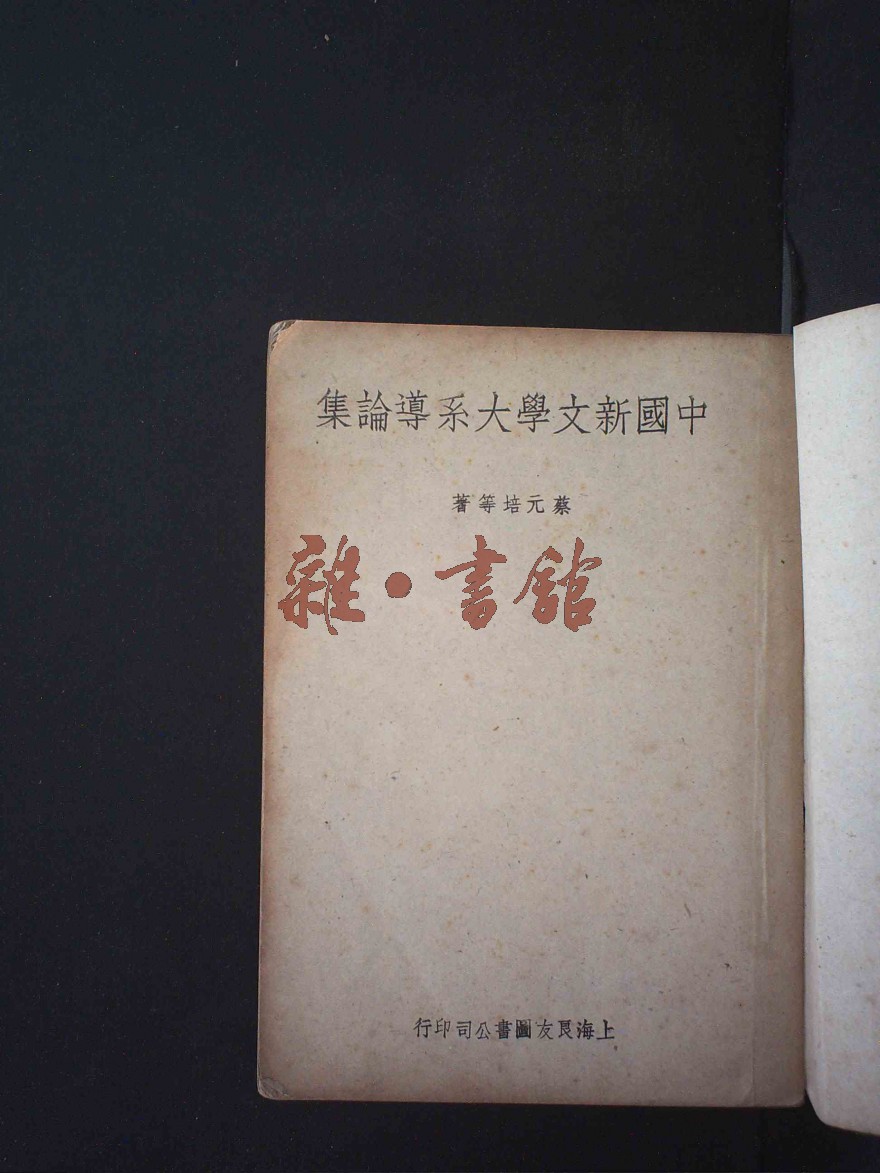 中國新文學大系導論集
蔡元培等著
雜·書館
上海良友圖書公司印行